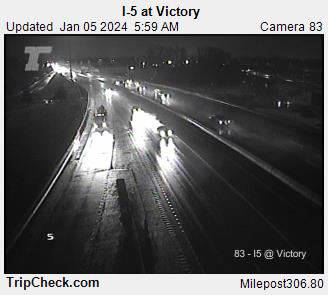 I-5 at Victory
Updated Jan 05 2024 5:59 AM Camera 83
T
S
83 - I5 @ Victory
TripCheck.com Milepost306.80